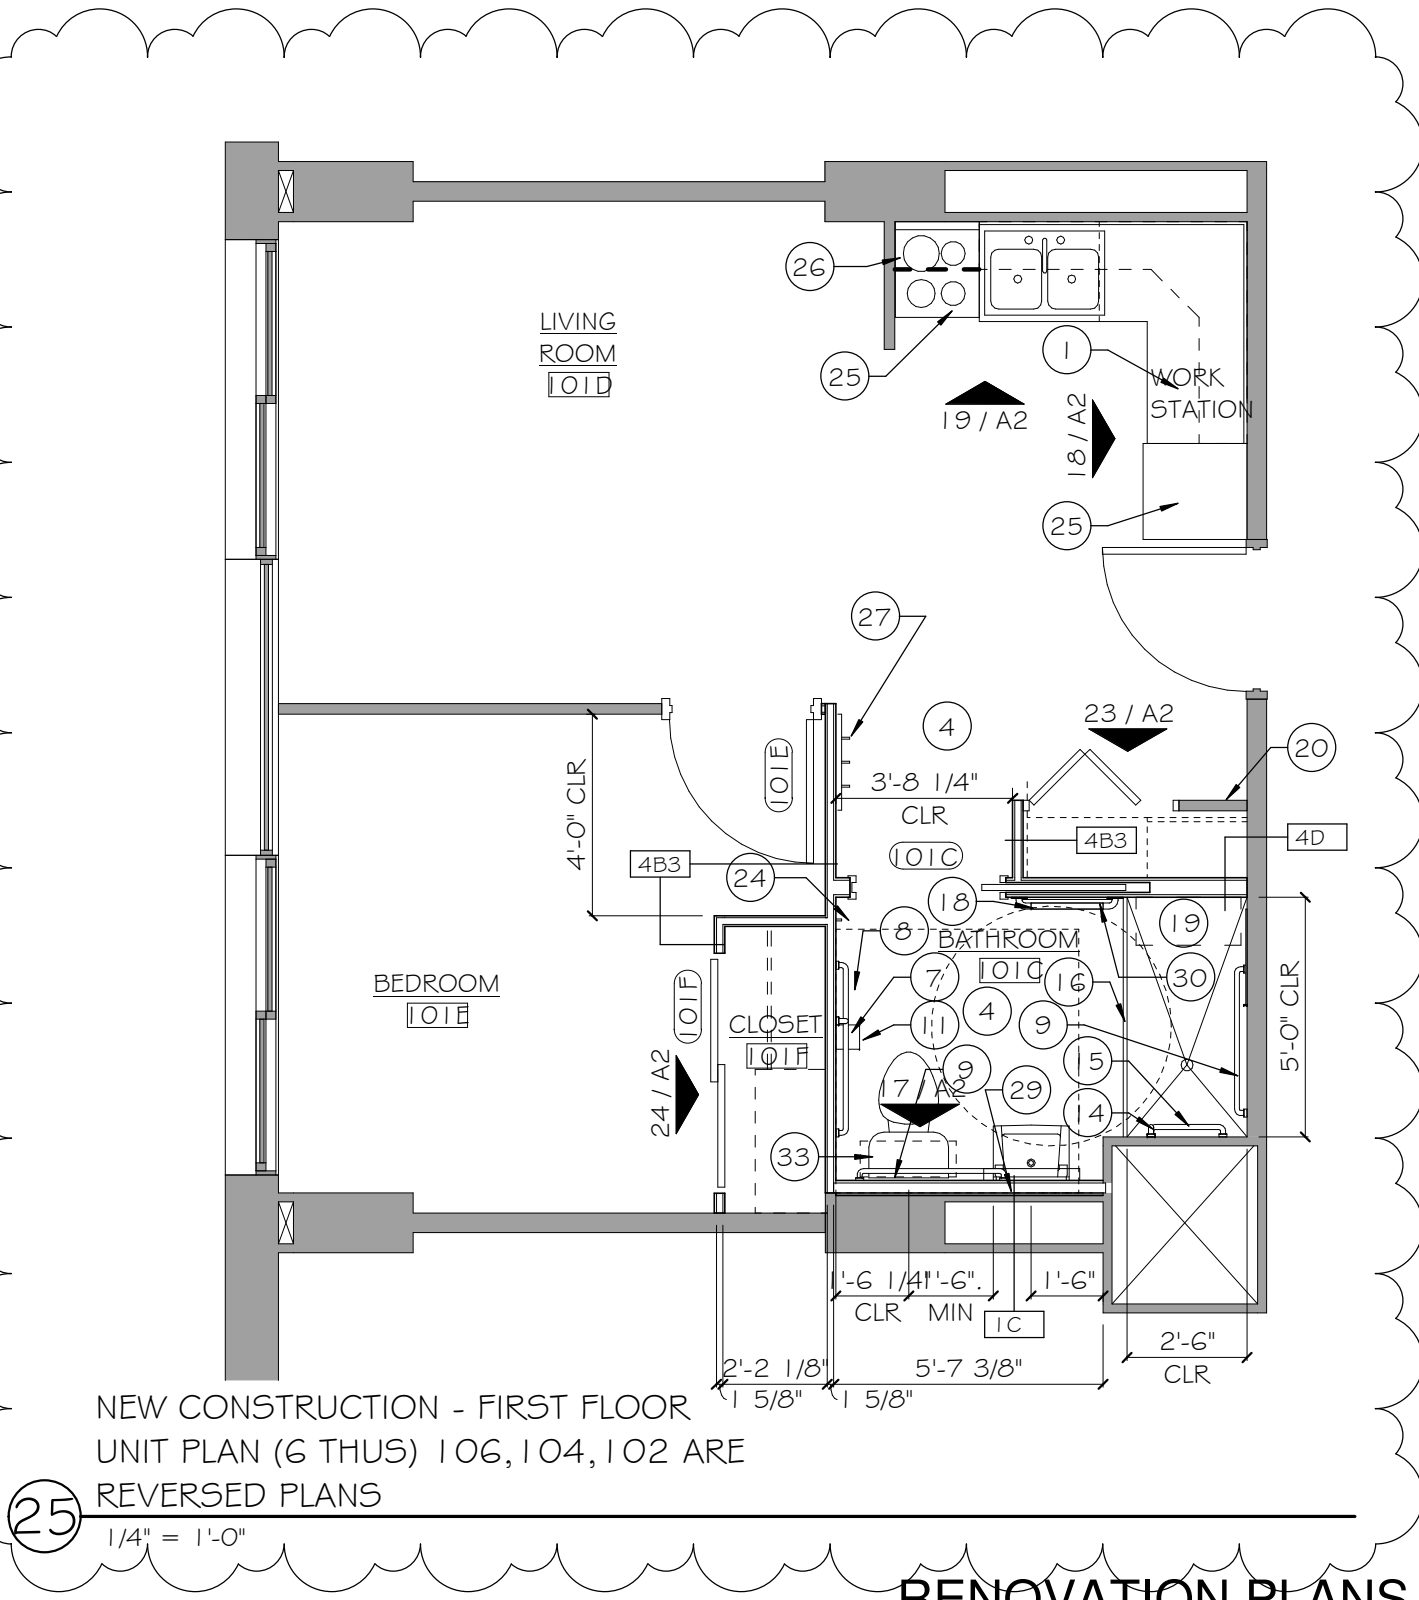 26
LIVING
ROOM
101D
1
25
WORK
STATION
19 / A2
18 / A2
25
27
4
23 / A2
20
101E
3'-8 1/4"
CLR
4'-0" CLR
4B3
4D
101C
4B3
24
18
19
8
BATHROOM
101C
7
16
30
BEDROOM
101E
101F
4
11
9
CLOSET
101F
5'-0" CLR
15
9
29
17 / A2
24 / A2
14
33
1'-6 1/4"
1'-6".
1'-6"
CLR
MIN
1C
2'-6"
CLR
2'-2 1/8"
5'-7 3/8"
1 5/8"
1 5/8"
NEW CONSTRUCTION - FIRST FLOOR
UNIT PLAN (6 THUS) 106,104,102 ARE
REVERSED PLANS
25
1/4" = 1'-0"
RENOVATION PLANS